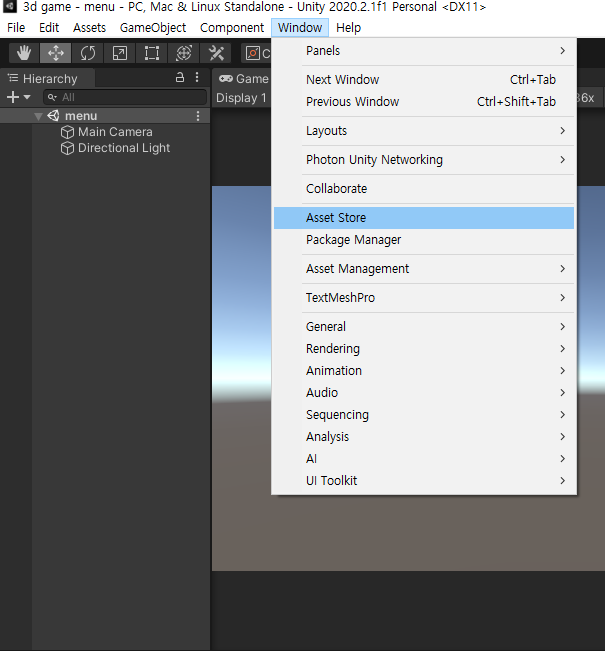 3d game - menu - PC, Mac & Linux Standalone - Unity 2020.2.1f1 Personal <DX11>
File Edit Assets GameObject Component Window Help
Hierarchy
All
menu
Main Camera
Directional Light
Game
Display 1
Panels
Next Window Ctrl+Tab
Previous Window Ctrl+Shift+Tab
Layouts
Photon Unity Networking
Collaborate
Asset Store
Package Manager
Asset Management
TextMeshPro
General
Rendering
Animation
Audio
Sequencing
Analysis
AI
UI Toolkit